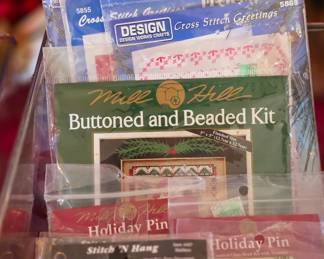 5855
Stitch Greetings
Cross
5868
DESIGN
DESIGN WORKS CRAFTS
Cross Stitch Greetings
Mill Hill
Buttoned and Beaded Kit
Mill Hill
Holiday Pin
Holiday Pin
Stitch 'N Hang